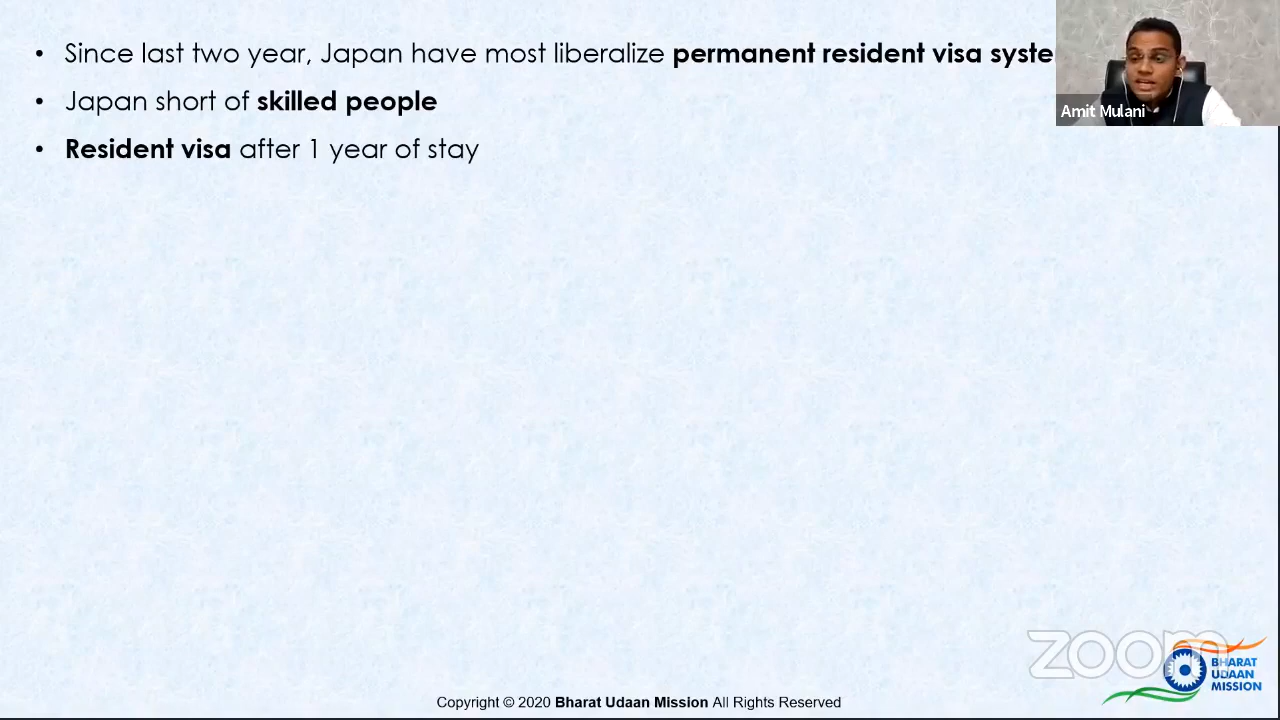 • Since last two year, Japan have most liberalize permanent resident visa syste
• Japan short of skilled people
• Resident visa after 1 year of stay
Amit Mulani
zoom
BHARAT
UDAAN
MISSION
Copyright © 2020 Bharat Udaan Mission All Rights Reserved